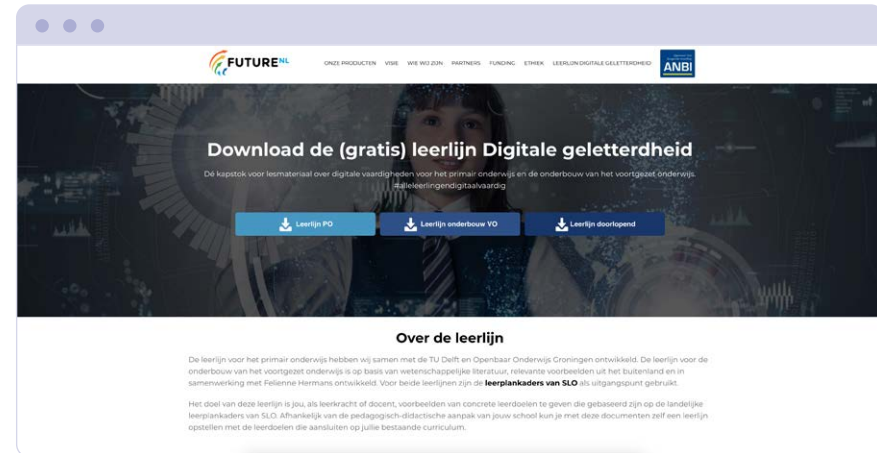 FUTURE NL
ONZE PRODUCTEN VISIE WIE WIJ ZIJN PARTNERS FUNDING ETHIEK LEERLIJN DIGITALE GELETTERDHEID
ANBI
Download de (gratis) leerlijn Digitale geletterdheid
Dé kapstok voor lesmateriaal over digitale vaardigheden voor het primair onderwijs en de onderbouw van het voortgezet onderwijs.
#alleleerlingendigitaalvaardig
Leerlijn PO
Leerlijn onderbouw VO
Leerlijn doorlopend
Over de leerlijn
De leerlijn voor het primair onderwijs hebben wij samen met de TU Delft en Openbaar Onderwijs Groningen ontwikkeld. De leerlijn voor de
onderbouw van het voortgezet onderwijs is op basis van wetenschappelijke literatuur, relevante voorbeelden uit het buitenland en in
samenwerking met Felienne Hermans ontwikkeld. Voor beide leerlijnen zijn de leerplankaders van SLO als uitgangspunt gebruikt.
Het doel van deze leerlijn is jou, als leerkracht of docent, voorbeelden van concrete leerdoelen te geven die gebaseerd zijn op de landelijke
leerplankaders van SLO. Afhankelijk van de pedagogisch-didactische aanpak van jouw school kun je met deze documenten zelf een leerlijn
opstellen met de leerdoelen die aansluiten op jullie bestaande curriculum.